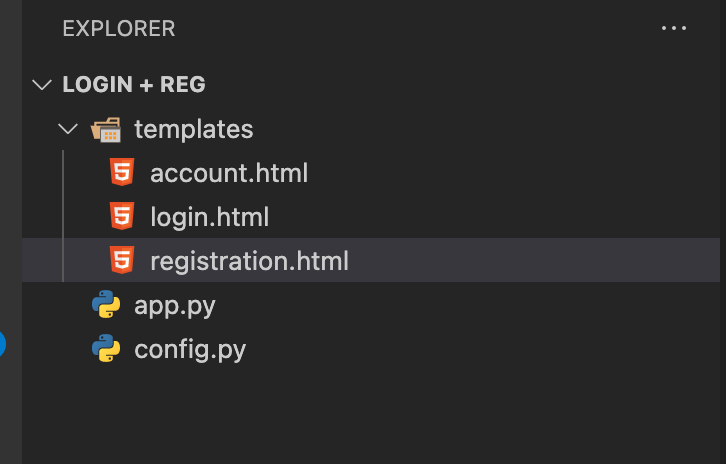 EXPLORER
LOGIN + REG
templates
account.html
login.html
registration.html
app.py
config.py